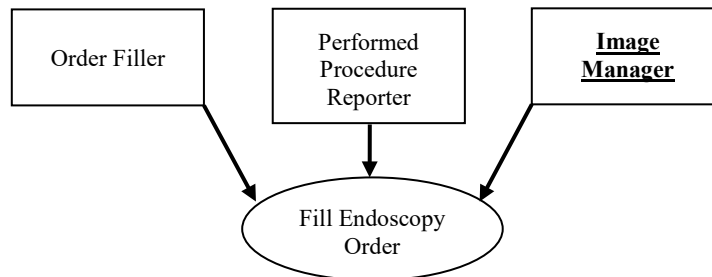 Order Filler
Performed
Procedure
Reporter
Image
Manager
Fill Endoscopy
Order